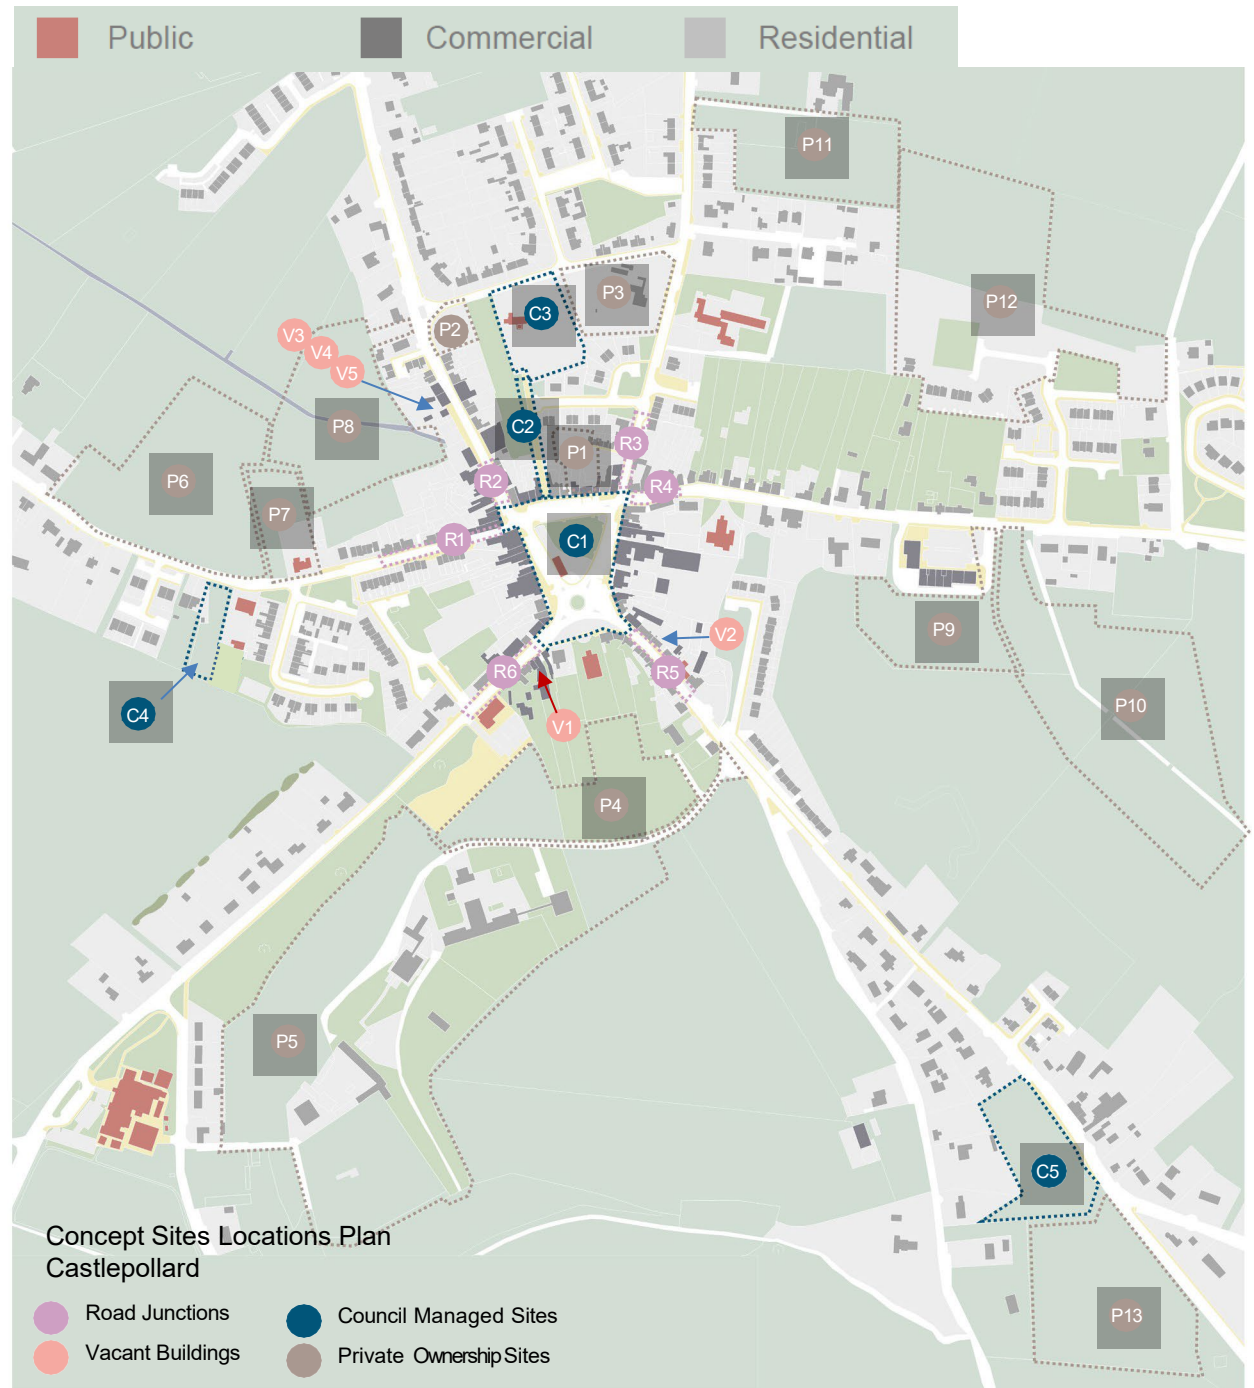 Public Commercial Residential
P11
P12
P3
C3
P2
V3
V4
V5
P8
C2
P1
R3
P6
R2
R4
P7
R1
C1
P9
V2
R6
R5
C4
V1
P10
P4
P5
C5
P13
Concept Sites Locations Plan
Castlepollard
Road Junctions
Council Managed Sites
Vacant Buildings
Private Ownership Sites